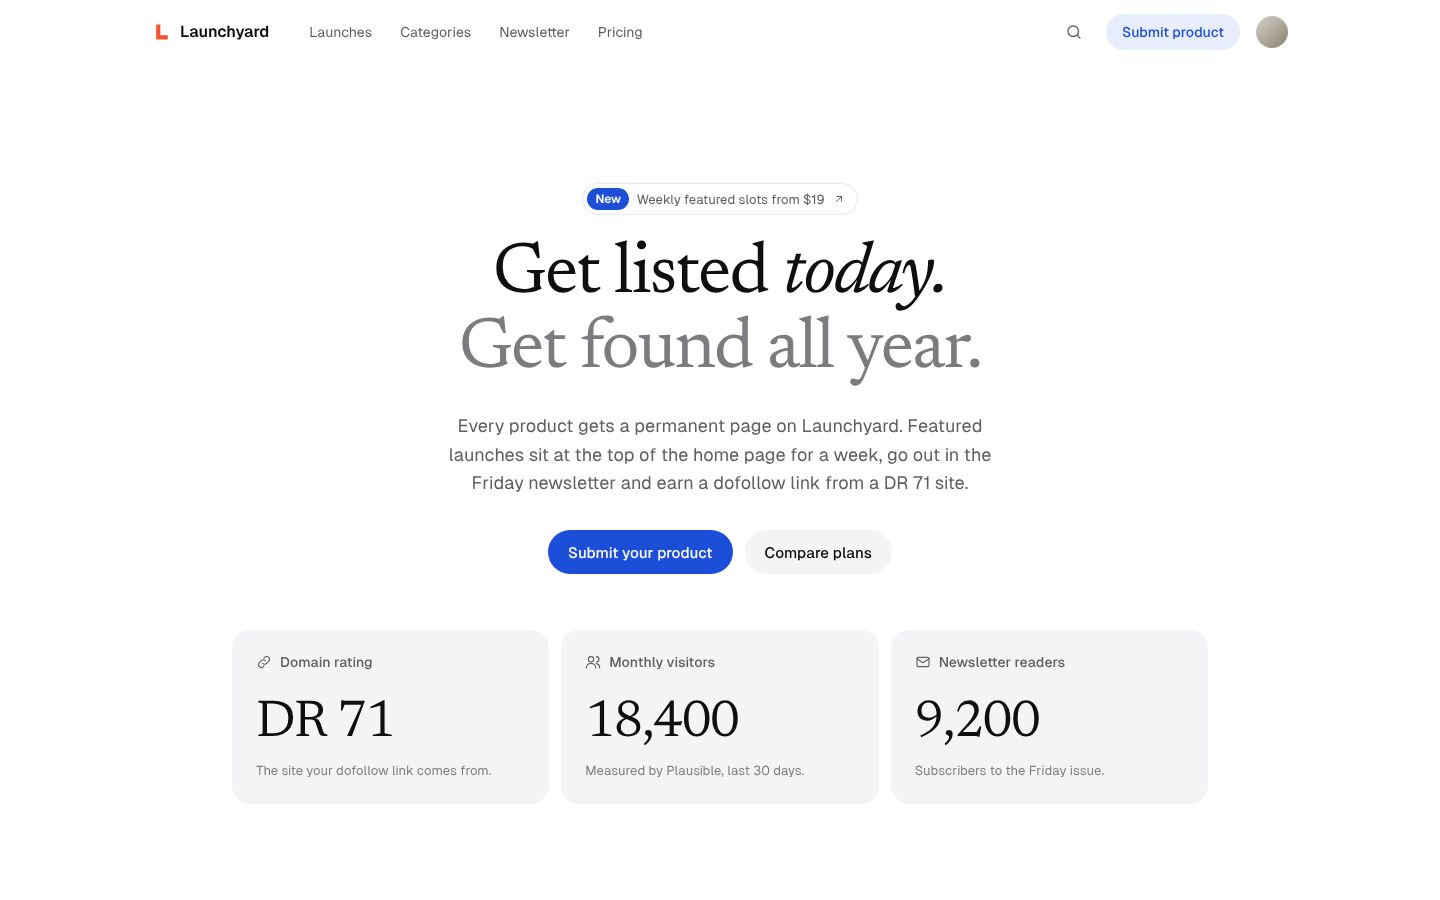 Launchyard
Launches
Categories
Newsletter
Pricing
Submit product
New Weekly featured slots from $19
Get listed today.
Get found all year.
Every product gets a permanent page on Launchyard. Featured
launches sit at the top of the home page for a week, go out in the
Friday newsletter and earn a dofollow link from a DR 71 site.
Submit your product
Compare plans
Domain rating
DR 71
The site your dofollow link comes from.
Monthly visitors
18,400
Measured by Plausible, last 30 days.
Newsletter readers
9,200
Subscribers to the Friday issue.